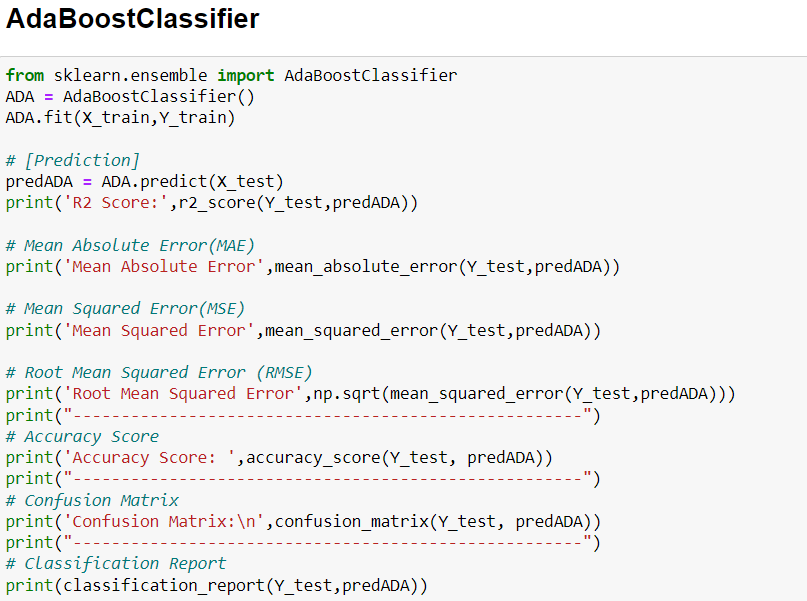 AdaBoostClassifier
from sklearn.ensemble import AdaBoostClassifier
ADA = AdaBoostClassifier()
ADA.fit(X_train,Y_train)
# [Prediction]
predADA = ADA.predict(X_test)
print('R2 Score:',r2_score(Y_test,predADA))
# Mean Absolute Error(MAE)
print('Mean Absolute Error',mean_absolute_error(Y_test,predADA))
# Mean Squared Error(MSE)
print('Mean Squared Error',mean_squared_error(Y_test,predADA))
# Root Mean Squared Error (RMSE)
print('Root Mean Squared Error',np.sqrt(mean_squared_error(Y_test,predADA)))
print("-----------------------------------------------------")
# Accuracy Score
print('Accuracy Score: ',accuracy_score(Y_test, predADA))
print("-----------------------------------------------------")
# Confusion Matrix
print('Confusion Matrix:\n',confusion_matrix(Y_test, predADA))
print("-----------------------------------------------------")
# Classification Report
print(classification_report(Y_test,predADA))